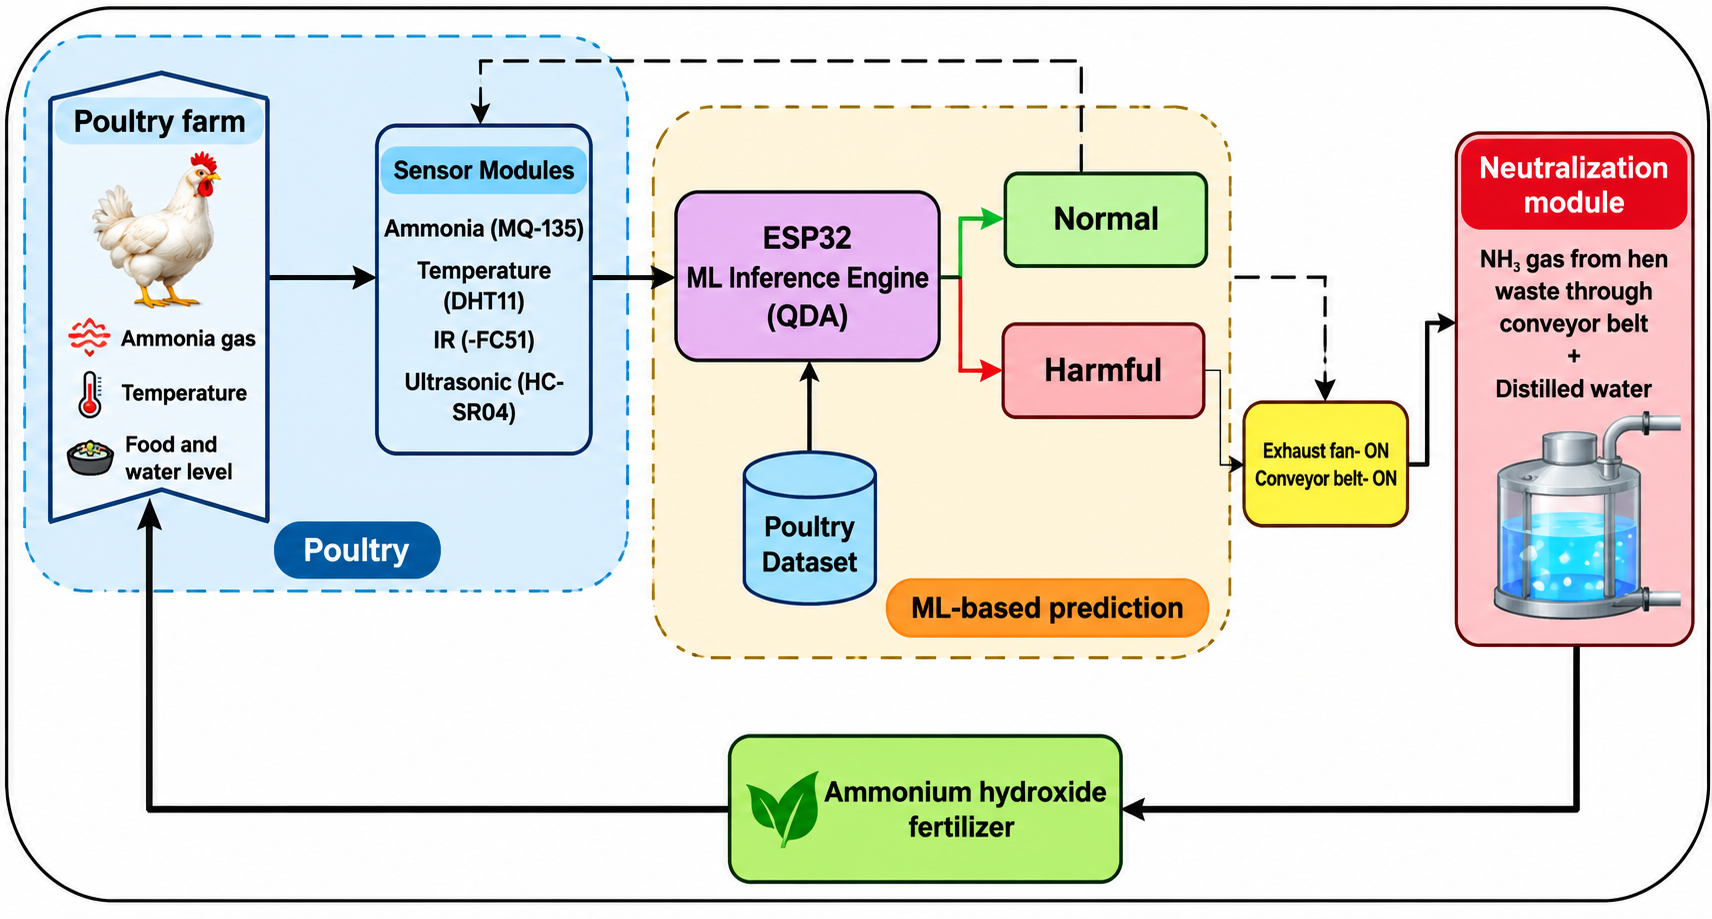 Poultry farm
Ammonia gas
Temperature
Food and
water level
Poultry
Sensor Modules
Ammonia (MQ-135)
Temperature
(DHT11)
IR (-FC51)
Ultrasonic (HC-
SR04)
ESP32
ML Inference Engine
(QDA)
Poultry
Dataset
Normal
Harmful
ML-based prediction
Exhaust fan- ON
Conveyor belt- ON
Neutralization
module
NH₃ gas from hen
waste through
conveyor belt
+
Distilled water
Ammonium hydroxide
fertilizer